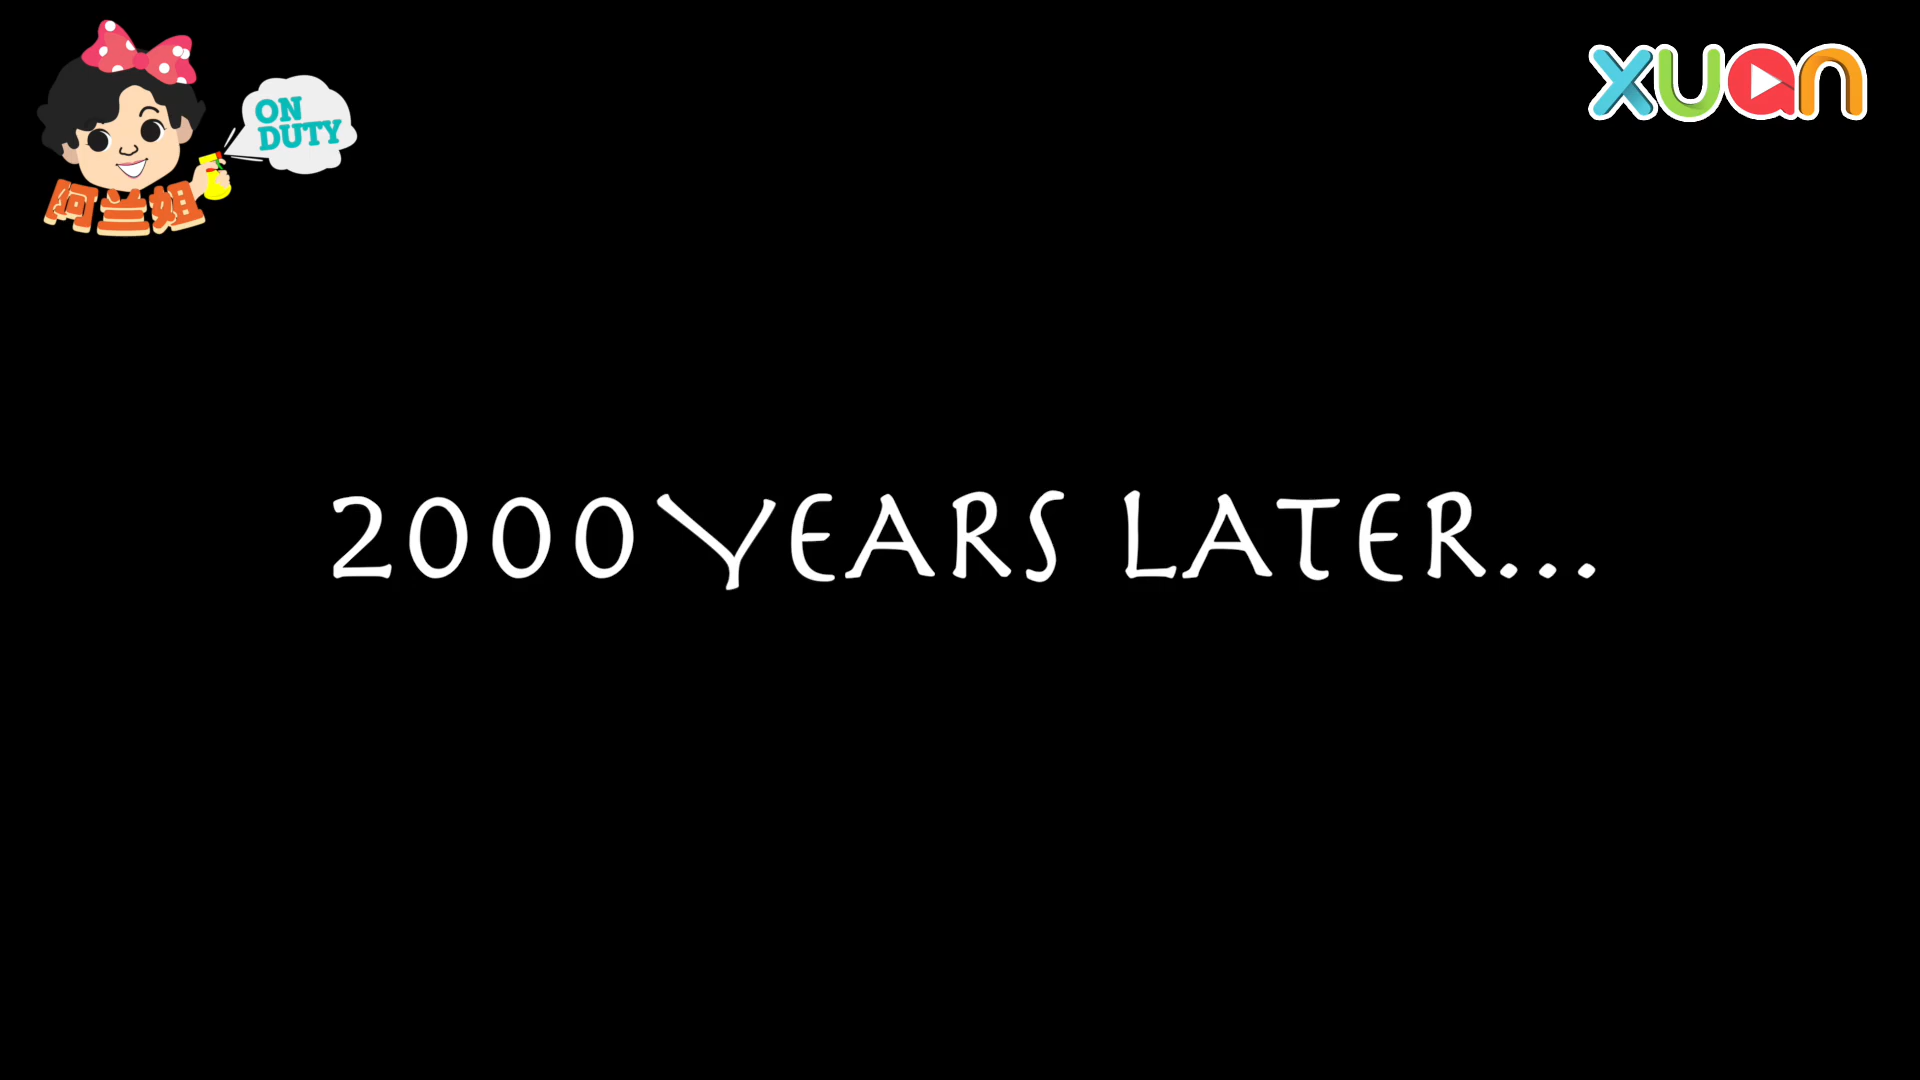 ON
DUTY
阿兰姐
xuan
2000 YEARS LATER...